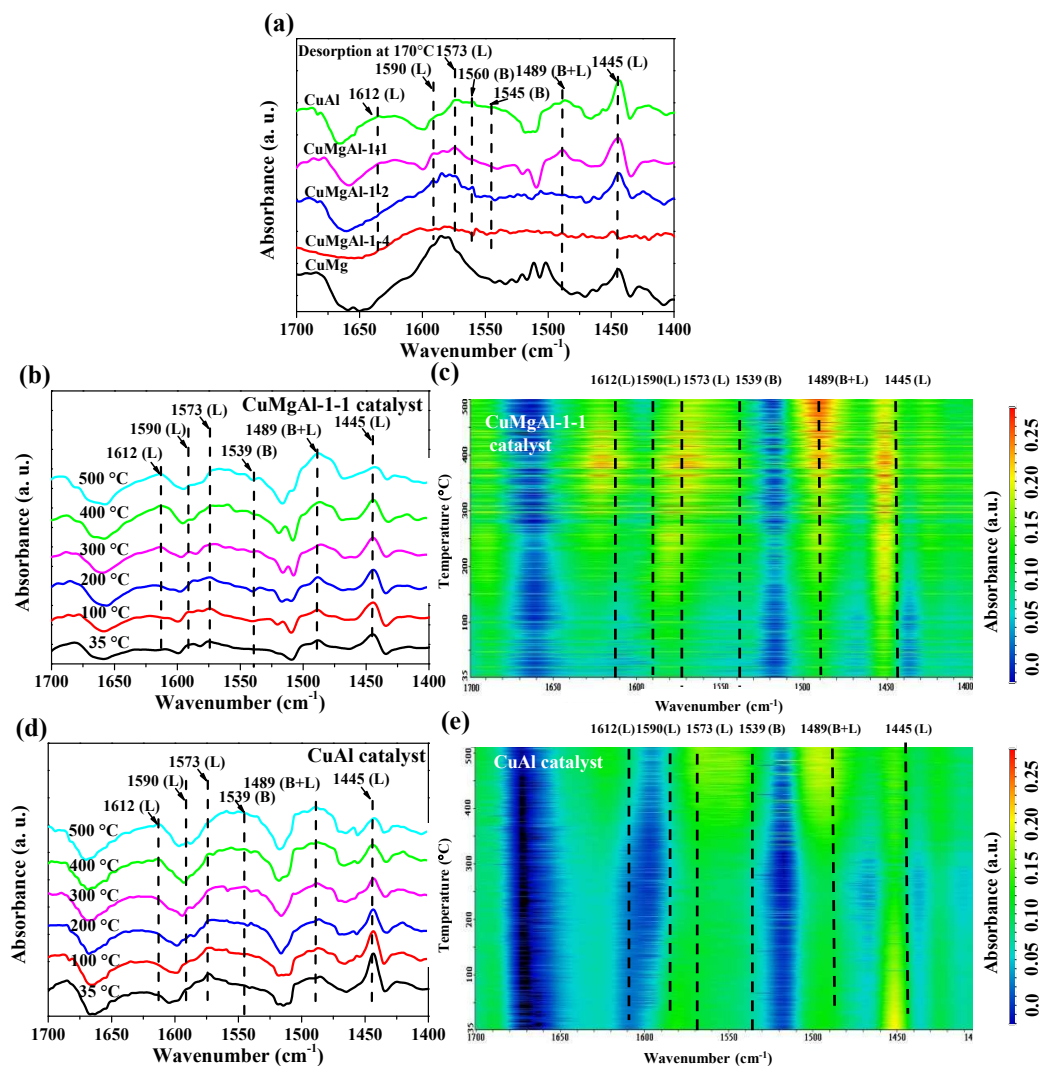 (a)
Desorption at 170°C 1573 (L)
1590 (L)
1560 (B)
1489 (B+L)
1445 (L)
1612 (L)
1545 (B)
CuAl
CuMgAl-1-1
CuMgAl-1-2
CuMgAl-1-4
CuMg
Absorbance (a. u.)
1700 1650 1600 1550 1500 1450 1400
Wavenumber (cm-1)
(b)
CuMgAl-1-1 catalyst
1573 (L)
1590 (L)
1489 (B+L)
1445 (L)
1612 (L)
1539 (B)
500 °C
400 °C
300 °C
200 °C
100 °C
35 °C
Absorbance (a. u.)
1700 1650 1600 1550 1500 1450 1400
Wavenumber (cm-1)
(c)
1612(L) 1590(L) 1573 (L) 1539 (B) 1489(B+L) 1445 (L)
CuMgAl-1-1
catalyst
500
400
300
200
100
35
Temperature (°C)
1700 1600 1500 1400
Wavenumber (cm-1)
Absorbance (a.u.)
0.25
0.20
0.15
0.10
0.05
0.0
(d)
CuAl catalyst
1573 (L)
1590 (L)
1489 (B+L)
1445 (L)
1612 (L)
1539 (B)
500 °C
400 °C
300 °C
200 °C
100 °C
35 °C
Absorbance (a. u.)
1700 1650 1600 1550 1500 1450 1400
Wavenumber (cm-1)
(e)
1612(L) 1590(L) 1573 (L) 1539 (B) 1489(B+L) 1445 (L)
CuAl catalyst
500
400
300
200
100
35
Temperature (°C)
1700 1600 1500 14
Wavenumber (cm-1)
Absorbance (a.u.)
0.25
0.20
0.15
0.10
0.05
0.0